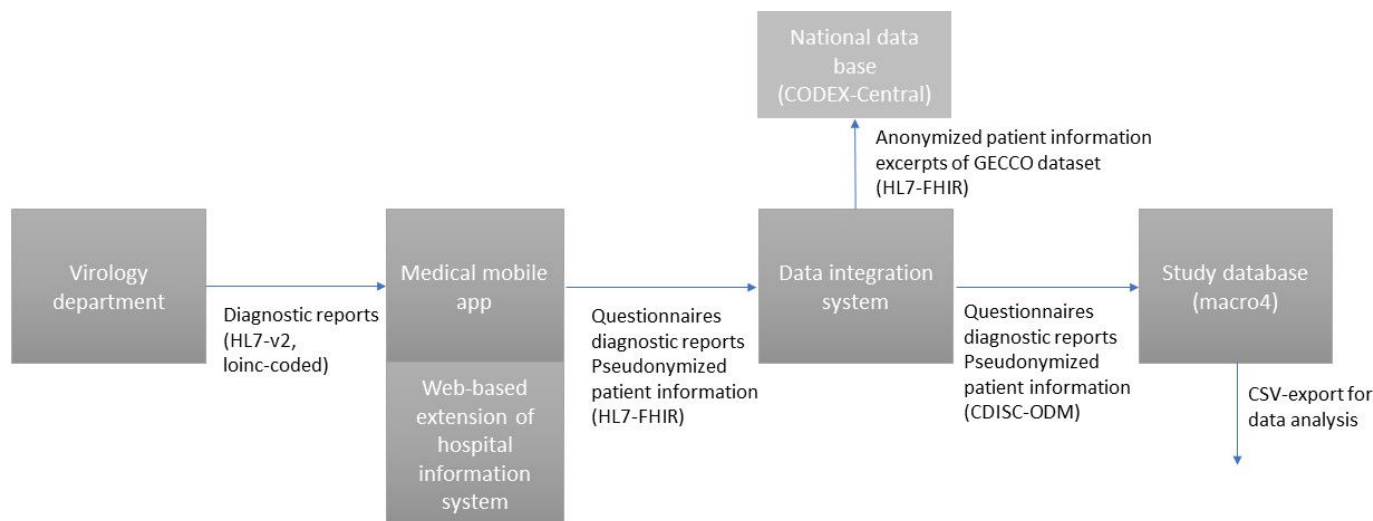 National data
base
(CODEX-Central)
Anonymized patient information
excerpts of GECCO dataset
(HL7-FHIR)
Virology
department
Diagnostic reports
(HL7-v2,
loinc-coded)
Medical mobile
app
Web-based
extension of
hospital
information
system
Questionnaires
diagnostic reports
Pseudonymized
patient information
(HL7-FHIR)
Data integration
system
Questionnaires
diagnostic reports
Pseudonymized
patient information
(CDISC-ODM)
Study database
(macro4)
CSV-export for
data analysis